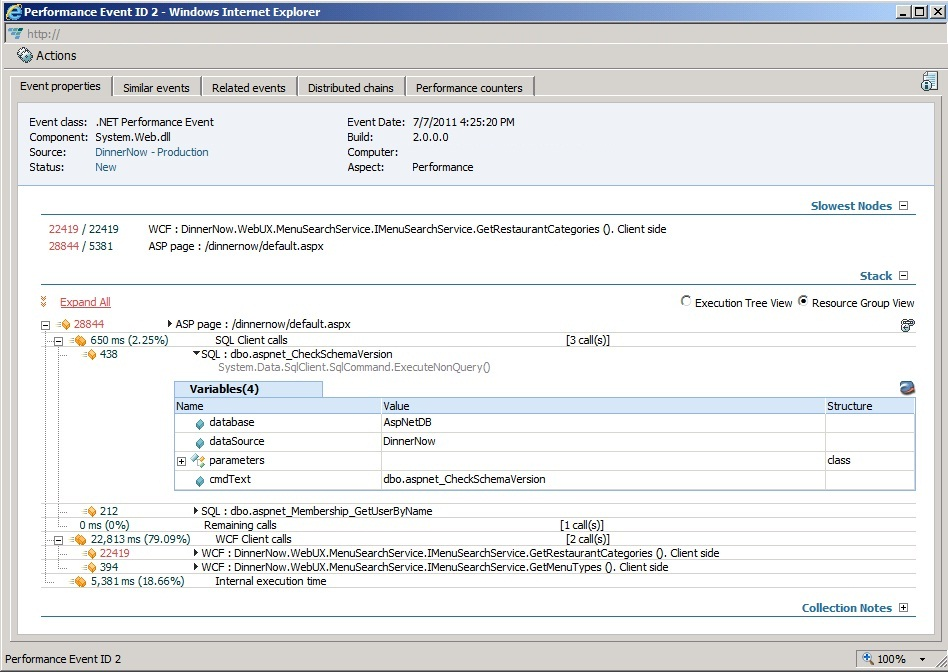 Performance Event ID 2 - Windows Internet Explorer
http://
Actions
Event properties Similar events Related events Distributed chains Performance counters
Event class: .NET Performance Event Event Date: 7/7/2011 4:25:20 PM
Component: System.Web.dll Build: 2.0.0.0
Source: DinnerNow - Production Computer:
Status: New Aspect: Performance
Slowest Nodes
22419 / 22419 WCF : DinnerNow.WebUX.MenuSearchService.IMenuSearchService.GetRestaurantCategories (). Client side
28844 / 5381 ASP page : /dinnernow/default.aspx
Stack
Expand All Execution Tree View Resource Group View
28844 ASP page : /dinnernow/default.aspx
650 ms (2.25%) SQL Client calls [3 call(s)]
438 SQL : dbo.aspnet_CheckSchemaVersion
System.Data.SqlClient.SqlCommand.ExecuteNonQuery()
Variables(4)
Name Value Structure
database AspNetDB
dataSource DinnerNow
parameters class
cmdText dbo.aspnet_CheckSchemaVersion
212 SQL : dbo.aspnet_Membership_GetUserByName
0 ms (0%) Remaining calls [1 call(s)]
22,813 ms (79.09%) WCF Client calls [2 call(s)]
22419 WCF : DinnerNow.WebUX.MenuSearchService.IMenuSearchService.GetRestaurantCategories (). Client side
394 WCF : DinnerNow.WebUX.MenuSearchService.IMenuSearchService.GetMenuTypes (). Client side
5,381 ms (18.66%) Internal execution time
Collection Notes
Performance Event ID 2 100%